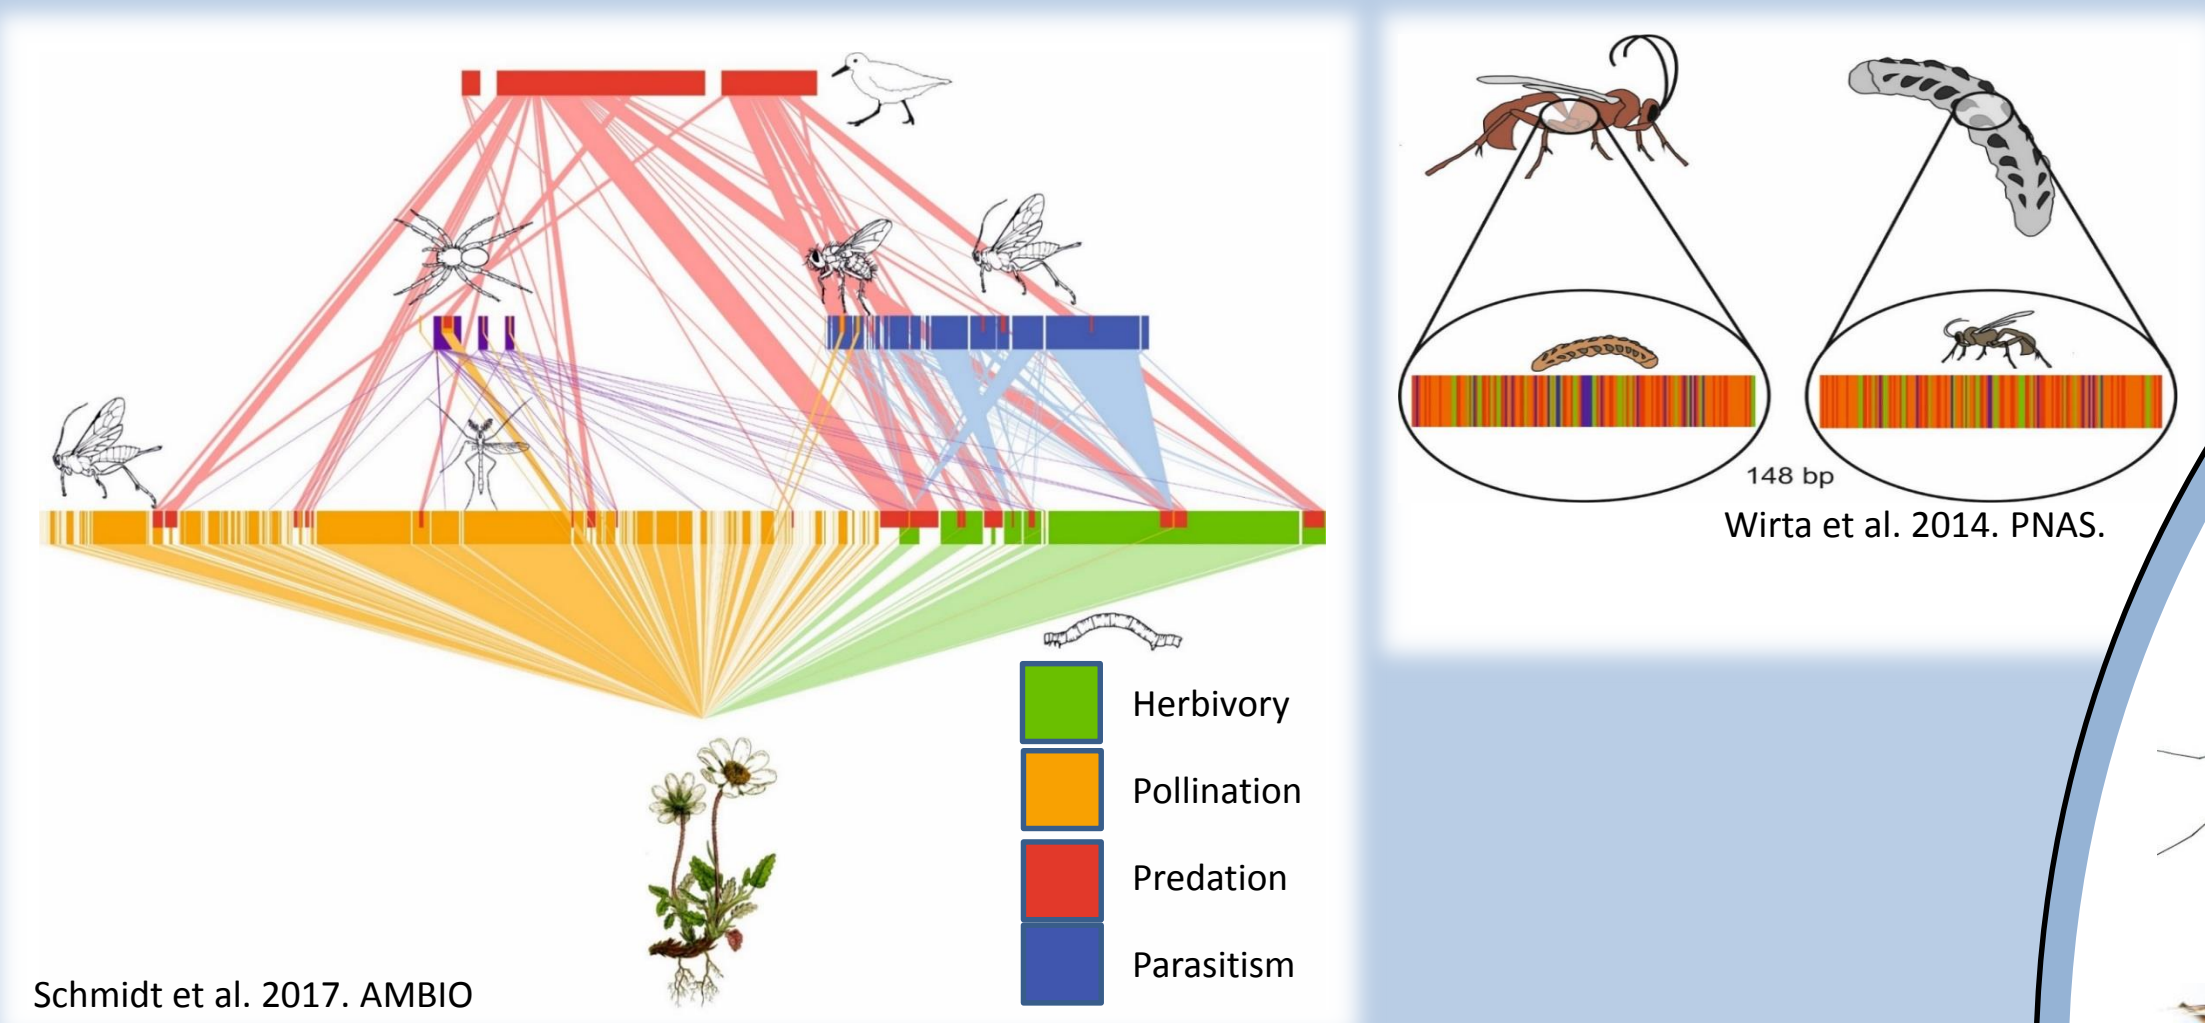 148 bp
Wirta et al. 2014. PNAS.
Herbivory
Pollination
Predation
Parasitism
Schmidt et al. 2017. AMBIO